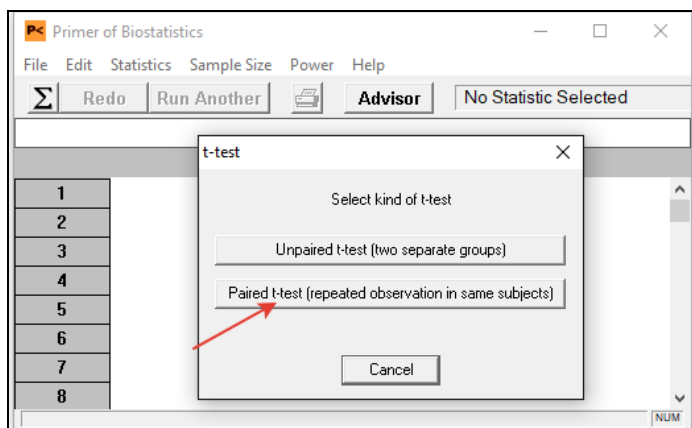 P< Primer of Biostatistics
File Edit Statistics Sample Size Power Help
Σ Redo Run Another Advisor No Statistic Selected
t-test
Select kind of t-test
Unpaired t-test (two separate groups)
Paired t-test (repeated observation in same subjects)
Cancel
1
2
3
4
5
6
7
8
NUM